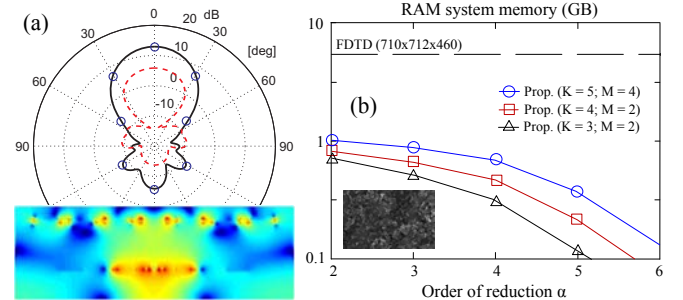 (a)
0
dB
30
20
30
[deg]
10
60
0
60
-10
90
90
RAM system memory (GB)
10
FDTD (710x712x460)
(b)
Prop. (K = 5; M = 4)
Prop. (K = 4; M = 2)
Prop. (K = 3; M = 2)
1
0.1
2
3
4
5
6
Order of reduction α